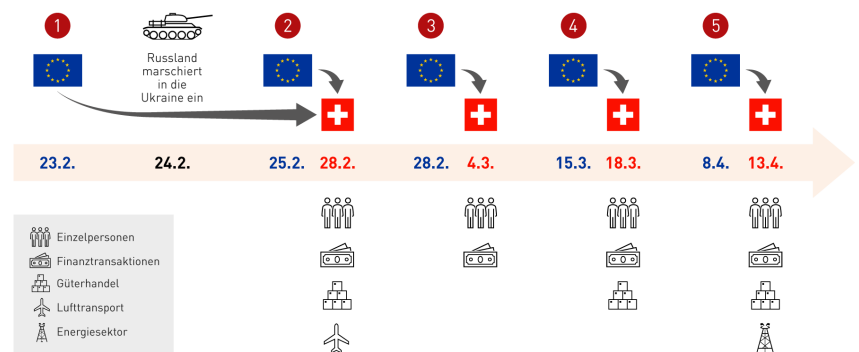 1
2
3
4
5
Russland
marschiert
in die
Ukraine ein
23.2.
24.2.
25.2. 28.2.
28.2. 4.3.
15.3. 18.3.
8.4. 13.4.
Einzelpersonen
Finanztransaktionen
Güterhandel
Lufttransport
Energiesektor